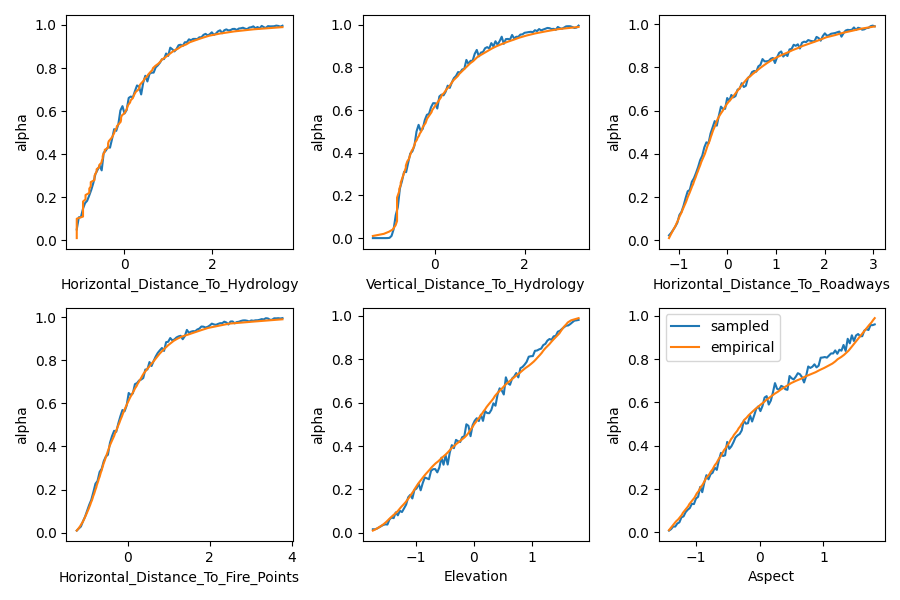 1.0
0.8
0.6
0.4
0.2
0.0
alpha
0 2
Horizontal_Distance_To_Hydrology
1.0
0.8
0.6
0.4
0.2
0.0
alpha
0 2
Vertical_Distance_To_Hydrology
1.0
0.8
0.6
0.4
0.2
0.0
alpha
−1 0 1 2 3
Horizontal_Distance_To_Roadways
1.0
0.8
0.6
0.4
0.2
0.0
alpha
0 2 4
Horizontal_Distance_To_Fire_Points
1.0
0.8
0.6
0.4
0.2
0.0
alpha
−1 0 1
Elevation
1.0
0.8
0.6
0.4
0.2
0.0
alpha
sampled
empirical
−1 0 1
Aspect